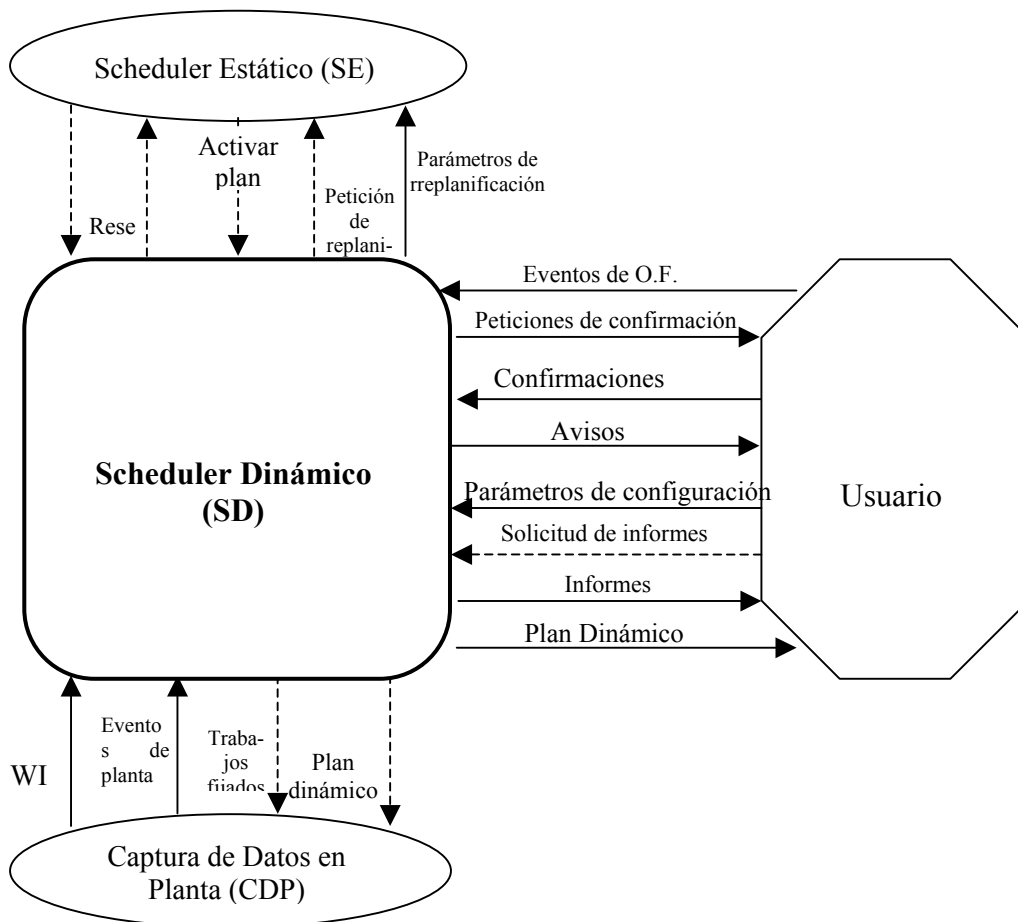 Scheduler Estático (SE)
Activar
plan
Parámetros de
rreplanificación
Petición
de
replani-
Rese
Eventos de O.F.
Peticiones de confirmación
Confirmaciones
Avisos
Scheduler Dinámico
(SD)
Parámetros de configuración
Usuario
Solicitud de informes
Informes
Plan Dinámico
WI
Evento
s de
planta
Traba-
jos
fijados
Plan
dinámico
Captura de Datos en
Planta (CDP)